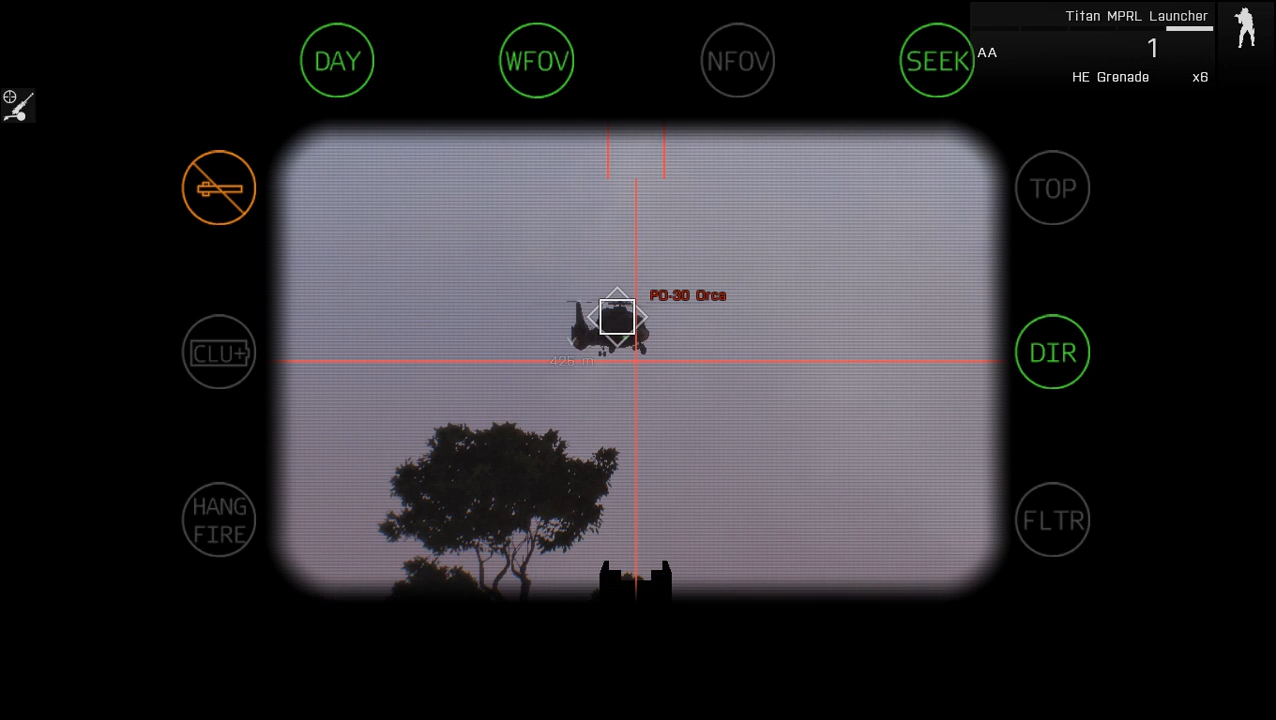 Titan MPRL Launcher
AA
1
HE Grenade x6
DAY
WFOV
NFOV
SEEK
TOP
PO-30 Orca
CLU+
425 m
DIR
HANG
FIRE
FLTR